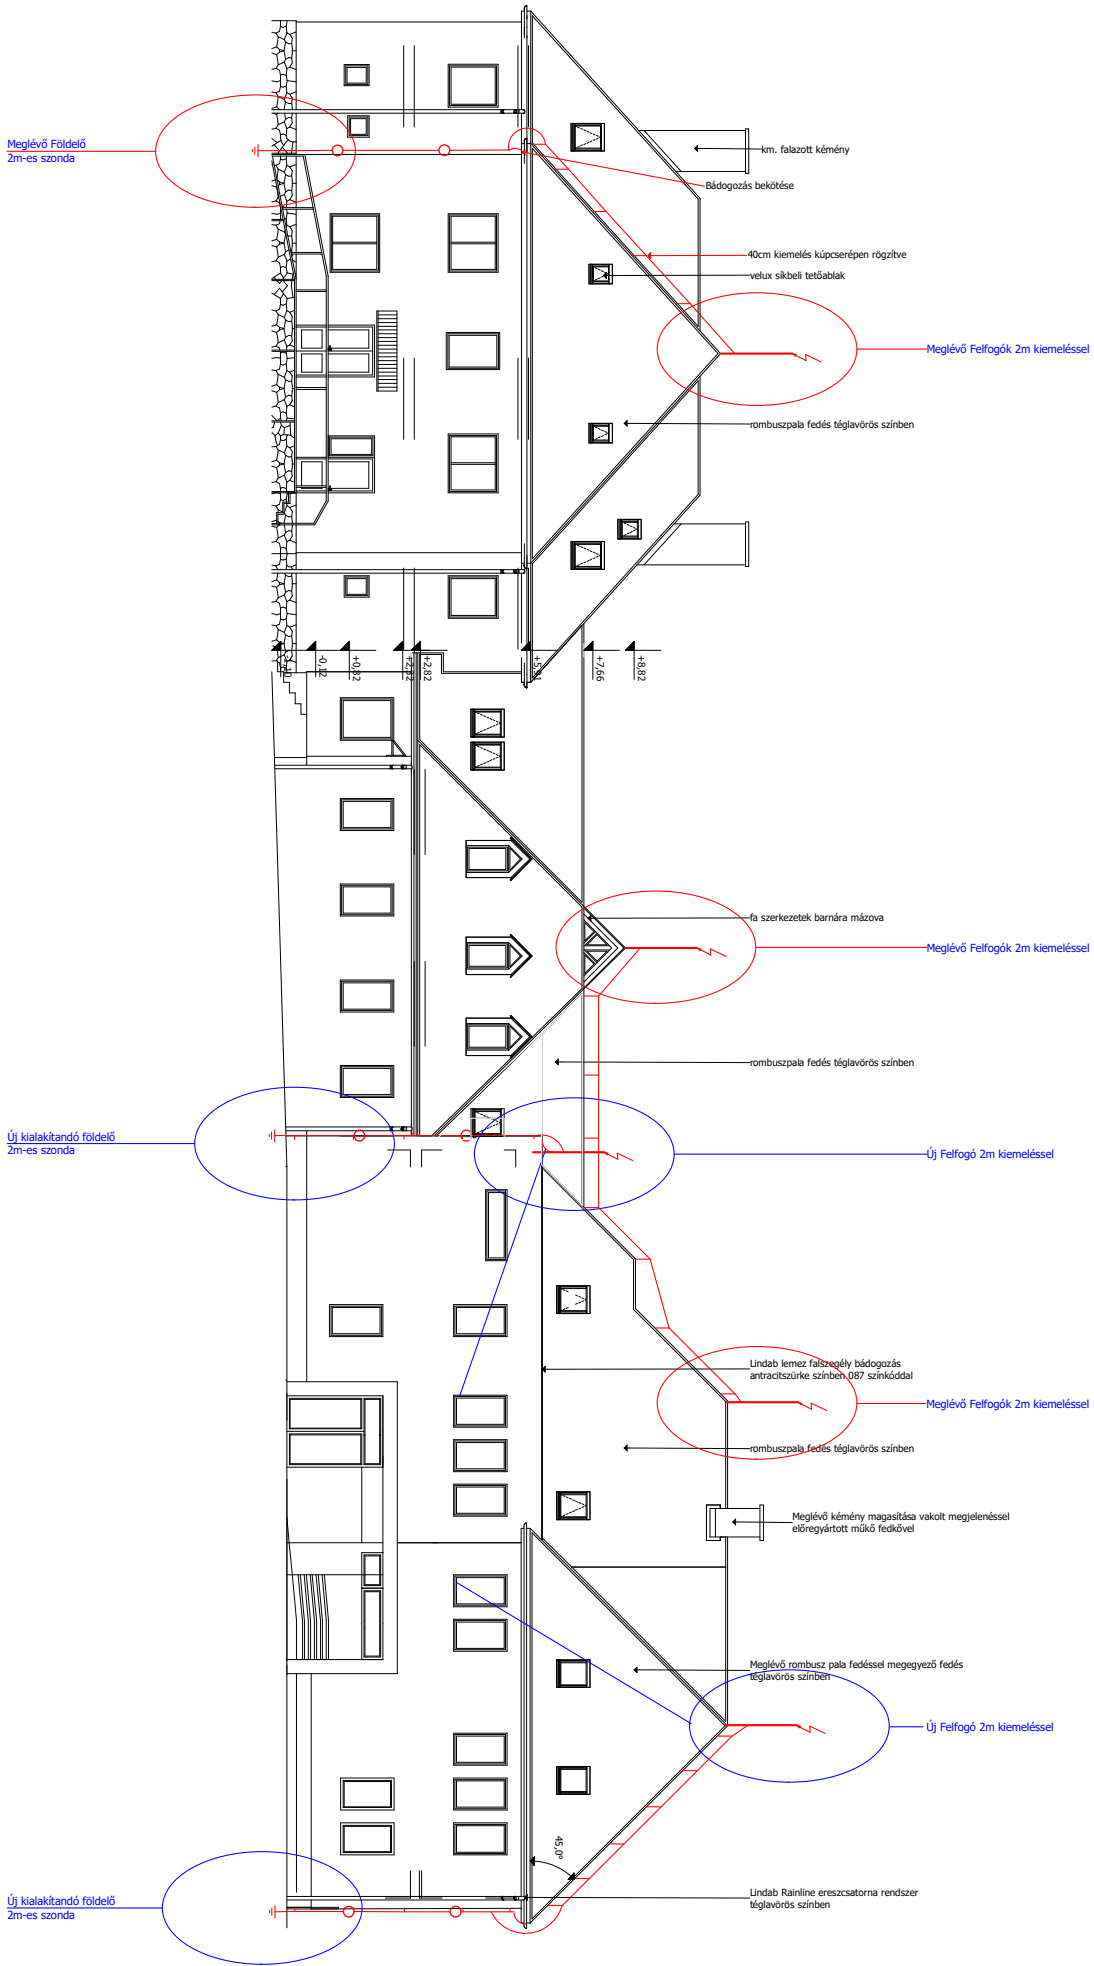 Meglévő Földelő
2m-es szonda
km. falazott kémény
Bádogozás bekötése
40cm kiemelés kúpcserépen rögzítve
velux síkbeli tetőablak
Meglévő Felfogók 2m kiemeléssel
rombuszpala fedés téglavörös színben
-0,12
+0,82
+2,82
+7,66
+8,82
fa szerkezetek barnára mázova
Meglévő Felfogók 2m kiemeléssel
rombuszpala fedés téglavörös színben
Új kialakítandó földelő
2m-es szonda
Új Felfogó 2m kiemeléssel
Lindab lemez falszegély bádogozás
antracitszürke színben 087 színkóddal
Meglévő Felfogók 2m kiemeléssel
rombuszpala fedés téglavörös színben
Meglévő kémény magasítása vakolt megjelenéssel
előregyártott műkő fedkővel
Meglévő rombusz pala fedéssel megegyező fedés
téglavörös színben
Új Felfogó 2m kiemeléssel
45,0°
Lindab Rainline ereszcsatorna rendszer
téglavörös színben
Új kialakítandó földelő
2m-es szonda